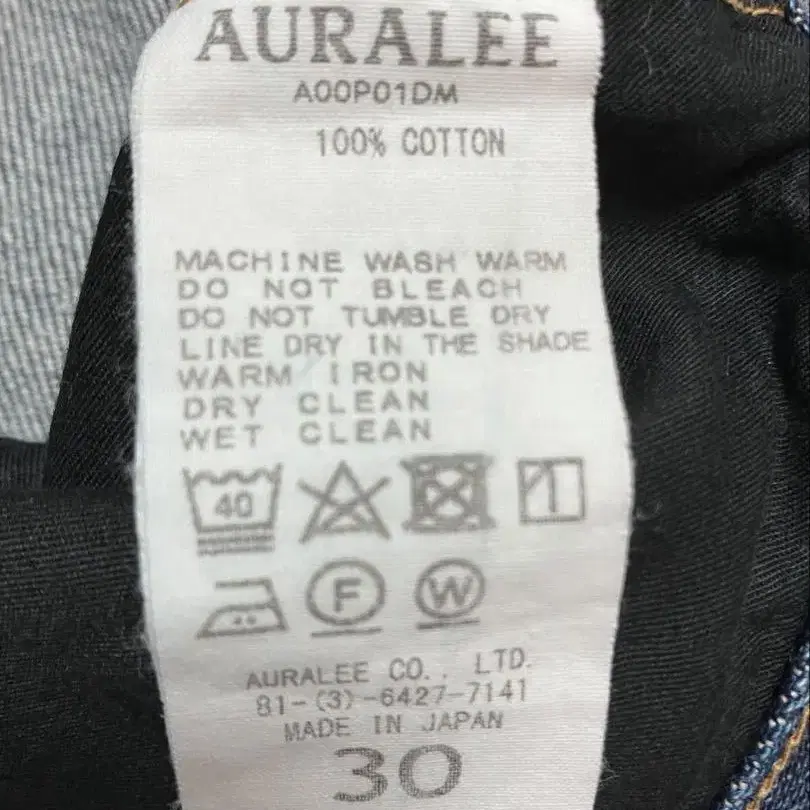 AURALEE
A00P01DM
100% COTTON
MACHINE WASH WARM
DO NOT BLEACH
DO NOT TUMBLE DRY
LINE DRY IN THE SHADE
WARM IRON
DRY CLEAN
WET CLEAN
40
F W
AURALEE CO., LTD.
81-(3)-6427-7141
MADE IN JAPAN
30